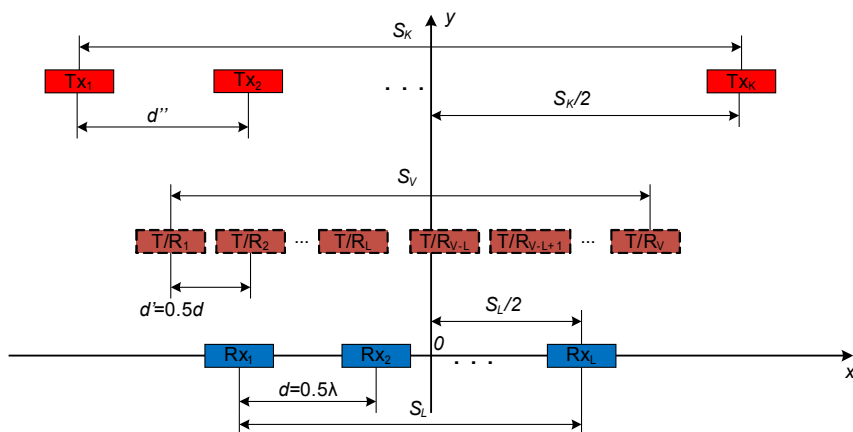 y
S_K
Tx_1 Tx_2 . . . Tx_K
S_K/2
d''
S_V
T/R_1 T/R_2 ... T/R_L T/R_V-L T/R_V-L+1 ... T/R_V
d'=0.5d
S_L/2
Rx_1 Rx_2 0 . . . Rx_L
x
d=0.5λ
S_L